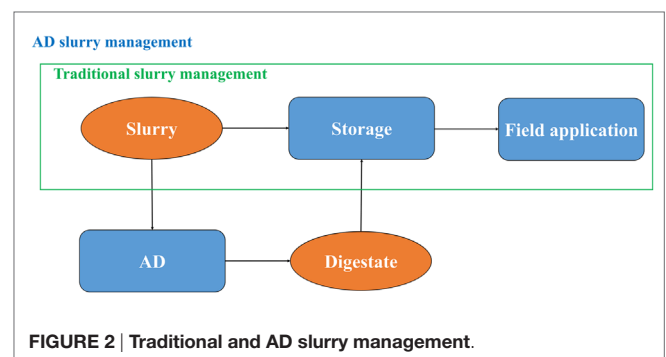 AD slurry management
Traditional slurry management
Slurry
Storage
Field application
AD
Digestate
FIGURE 2 | Traditional and AD slurry management.